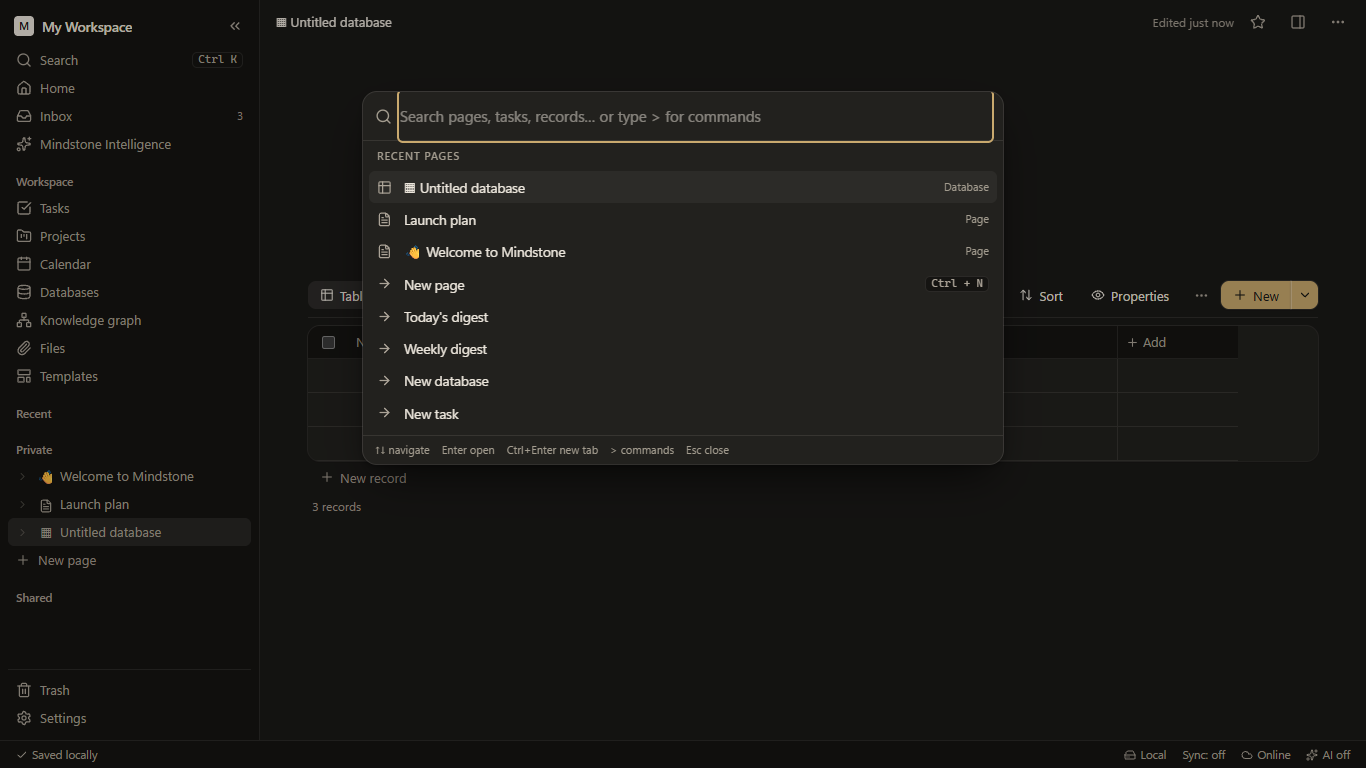 M My Workspace
Untitled database
Edited just now
Search Ctrl K
Home
Inbox 3
Mindstone Intelligence
Workspace
Tasks
Projects
Calendar
Databases
Knowledge graph
Files
Templates
Recent
Private
Welcome to Mindstone
Launch plan
Untitled database
New page
Shared
Trash
Settings
Search pages, tasks, records... or type > for commands
RECENT PAGES
Untitled database Database
Launch plan Page
Welcome to Mindstone Page
New page Ctrl + N
Today's digest
Weekly digest
New database
New task
↑↓ navigate Enter open Ctrl+Enter new tab > commands Esc close
Sort Properties ··· + New
+ Add
+ New record
3 records
Saved locally
Local Sync: off Online AI off